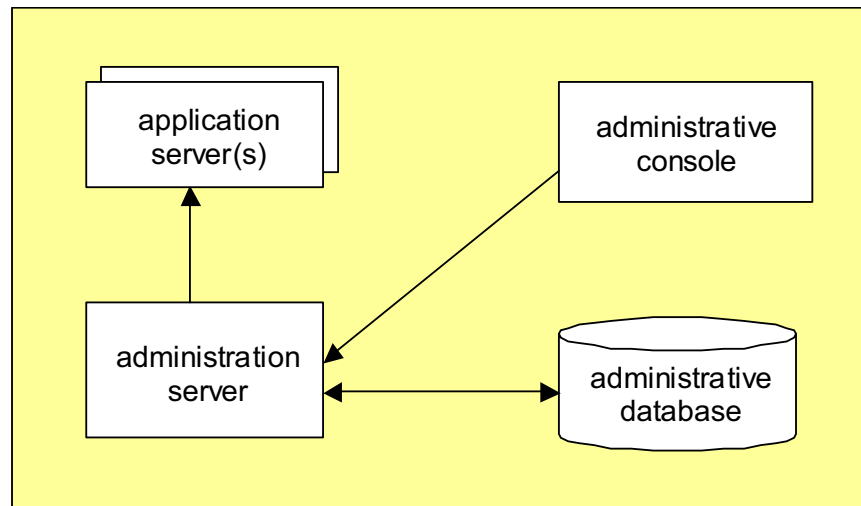 application
server(s)
administrative
console
administration
server
administrative
database